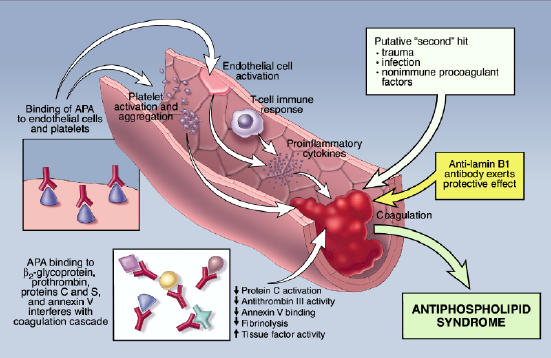 Putative "second" hit
• trauma
• infection
• nonimmune procoagulant
factors
Endothelial cell
activation
Binding of APA
to endothelial cells
and platelets
Platelet
activation and
aggregation
T-cell immune
response
Proinflammatory
cytokines
Anti-lamin B1
antibody exerts
protective effect
Coagulation
APA binding to
β2-glycoprotein,
prothrombin,
proteins C and S,
and annexin V
interferes with
coagulation cascade
↓ Protein C activation
↓ Antithrombin III activity
↓ Annexin V binding
↓ Fibrinolysis
↑ Tissue factor activity
ANTIPHOSPHOLIPID
SYNDROME